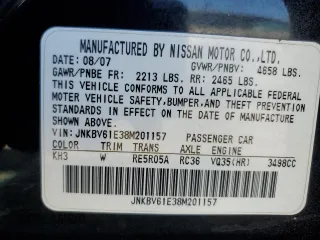 MANUFACTURED BY NISSAN MOTOR CO.,LTD.
DATE: 08/07 GVWR/PNBV: 4658 LBS.
GAWR/PNBE FR: 2213 LBS. RR: 2465 LBS.
THIS VEHICLE CONFORMS TO ALL APPLICABLE FEDERAL
MOTOR VEHICLE SAFETY, BUMPER, AND THEFT PREVENTION
STANDARDS IN EFFECT ON THE DATE OF
MANUFACTURE SHOWN ABOVE.
VIN: JNKBV61E38M201157 PASSENGER CAR
COLOR TRIM TRANS AXLE ENGINE
KH3 W RE5R05A RC36 VQ35(HR) 3498CC
JNKBV61E38M201157